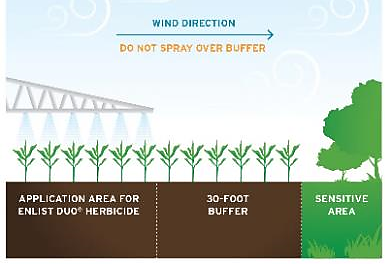 WIND DIRECTION
DO NOT SPRAY OVER BUFFER
APPLICATION AREA FOR
ENLIST DUO® HERBICIDE
30-FOOT
BUFFER
SENSITIVE
AREA